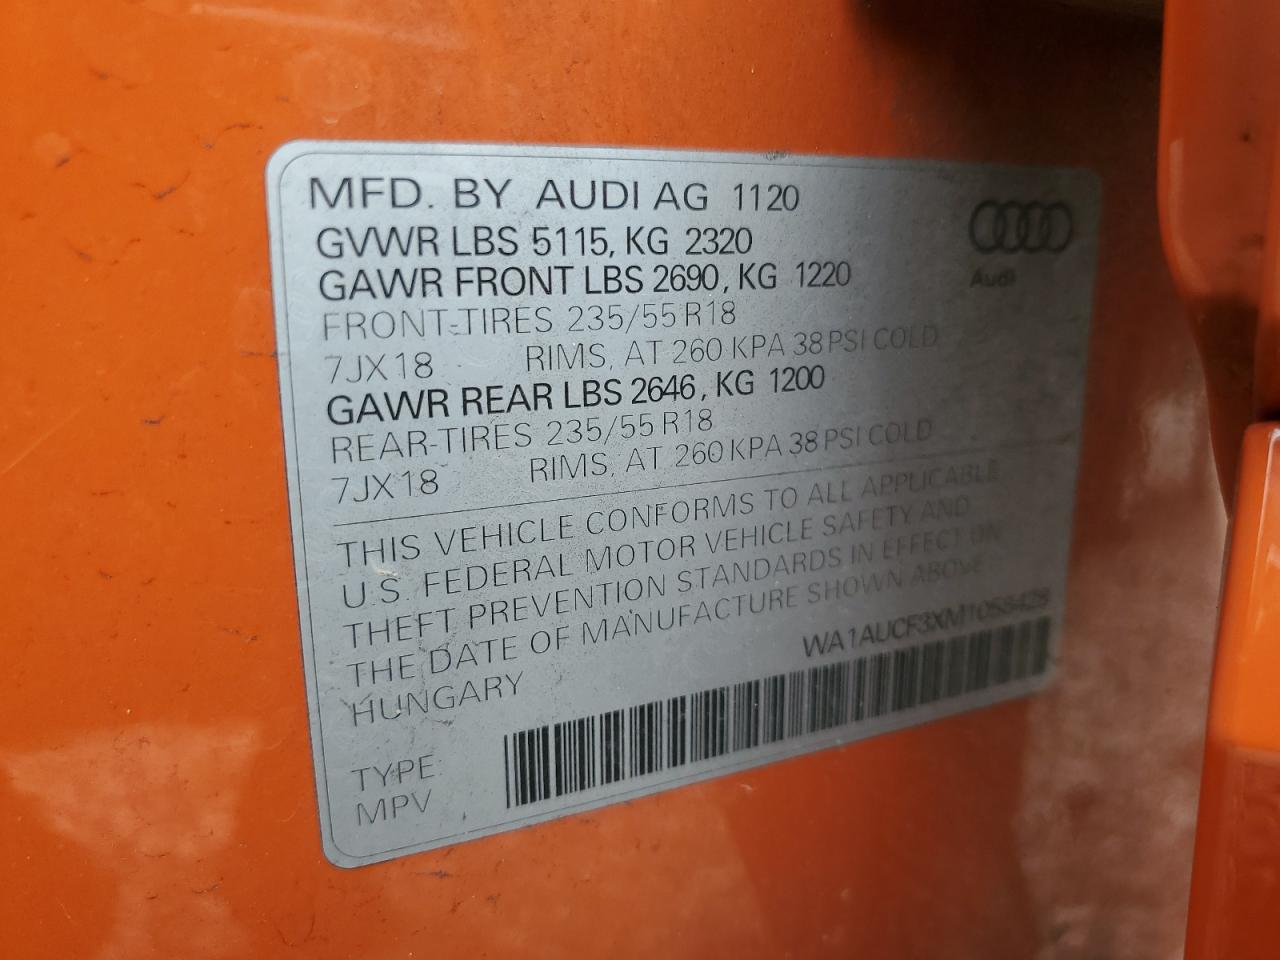 MFD. BY AUDI AG 1120
GVWR LBS 5115, KG 2320
GAWR FRONT LBS 2690, KG 1220
FRONT-TIRES 235/55 R18
7JX18 RIMS, AT 260 KPA 38 PSI COLD
GAWR REAR LBS 2646, KG 1200
REAR-TIRES 235/55 R18
7JX18 RIMS, AT 260 KPA 38 PSI COLD
Audi
THIS VEHICLE CONFORMS TO ALL APPLICABLE
U.S. FEDERAL MOTOR VEHICLE SAFETY AND
THEFT PREVENTION STANDARDS IN EFFECT ON
THE DATE OF MANUFACTURE SHOWN ABOVE
HUNGARY
WA1AUCF3XM1058428
TYPE:
MPV